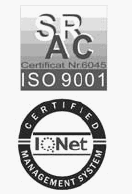 SR
AC
Certificat Nr.6045
ISO 9001
CERTIFIED
IQNet
MANAGEMENT SYSTEM